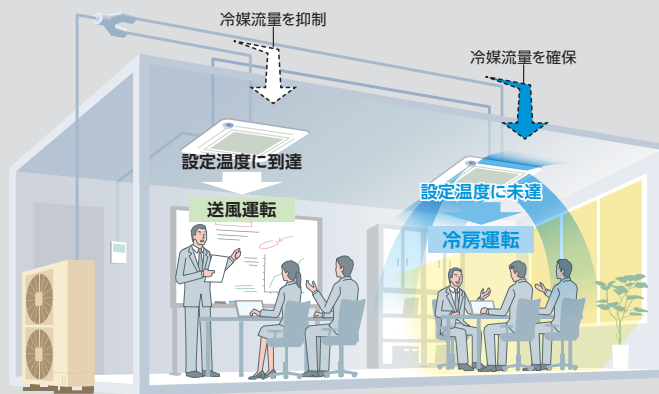 冷媒流量を抑制
冷媒流量を確保
設定温度に到達
送風運転
設定温度に未達
冷房運転